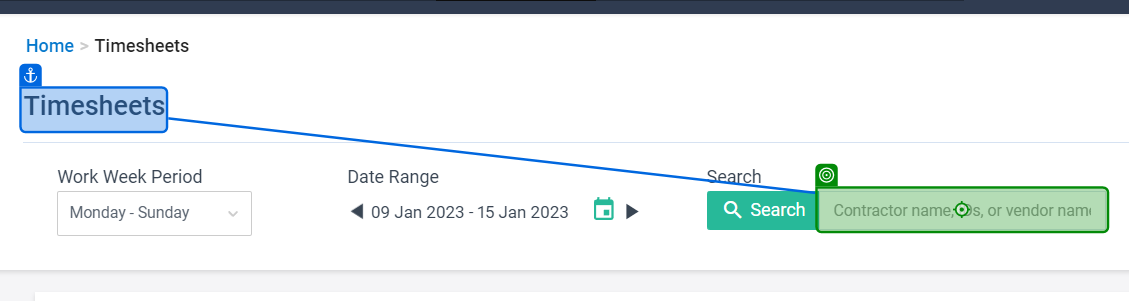 Home > Timesheets
Timesheets
Work Week Period
Monday - Sunday
Date Range
09 Jan 2023 - 15 Jan 2023
Search
Search
Contractor name, IDs, or vendor name